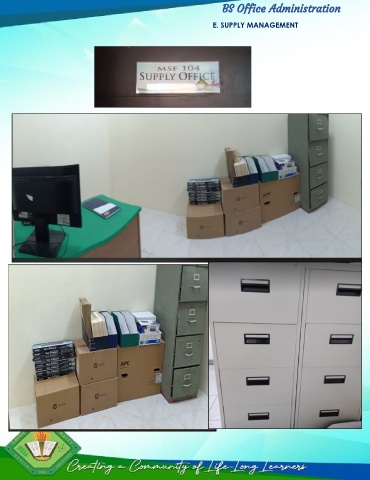 BS Office Administration
E. SUPPLY MANAGEMENT
MSF 104
SUPPLY OFFICE
APC
Creating a Community of Life-Long Learners